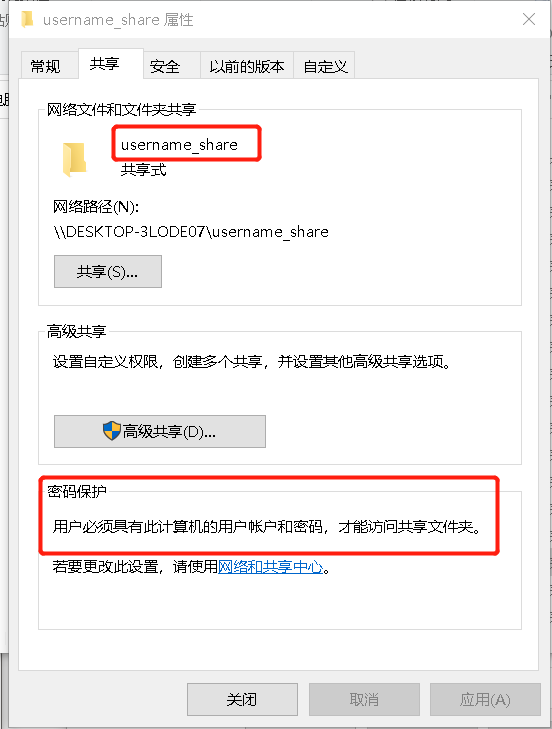 username_share 属性
常规
共享
安全
以前的版本
自定义
网络文件和文件夹共享
username_share
共享式
网络路径(N):
\\DESKTOP-3LODE07\username_share
共享(S)...
高级共享
设置自定义权限，创建多个共享，并设置其他高级共享选项。
高级共享(D)...
密码保护
用户必须具有此计算机的用户帐户和密码，才能访问共享文件夹。
若要更改此设置，请使用网络和共享中心。
关闭
取消
应用(A)